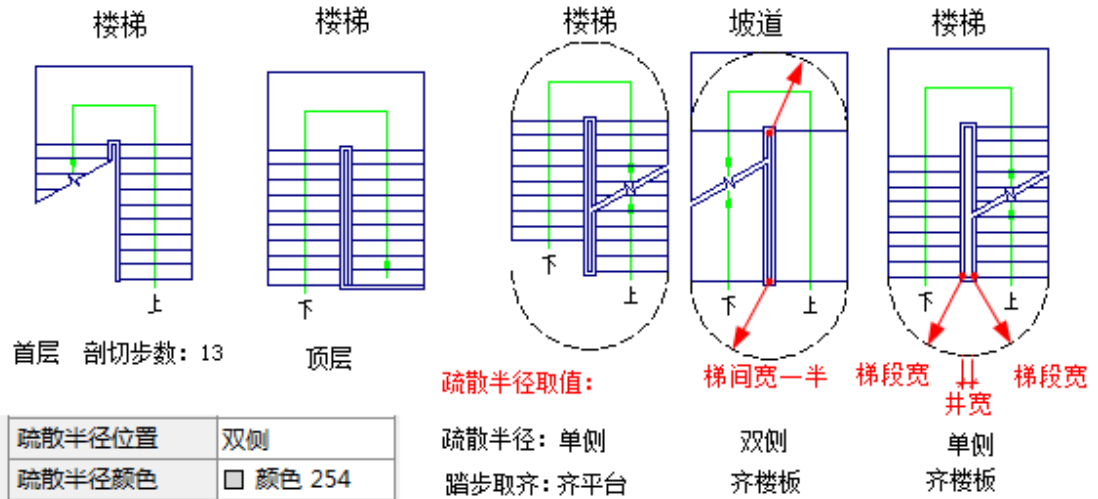 楼梯
楼梯
楼梯
坡道
楼梯
上
下
下
上
下
上
下
上
首层 剖切步数：13
顶层
疏散半径取值：
梯间宽一半
梯段宽
井宽
梯段宽
疏散半径位置 双侧
疏散半径颜色 颜色 254
疏散半径：单侧
双侧
单侧
踏步取齐：齐平台
齐楼板
齐楼板